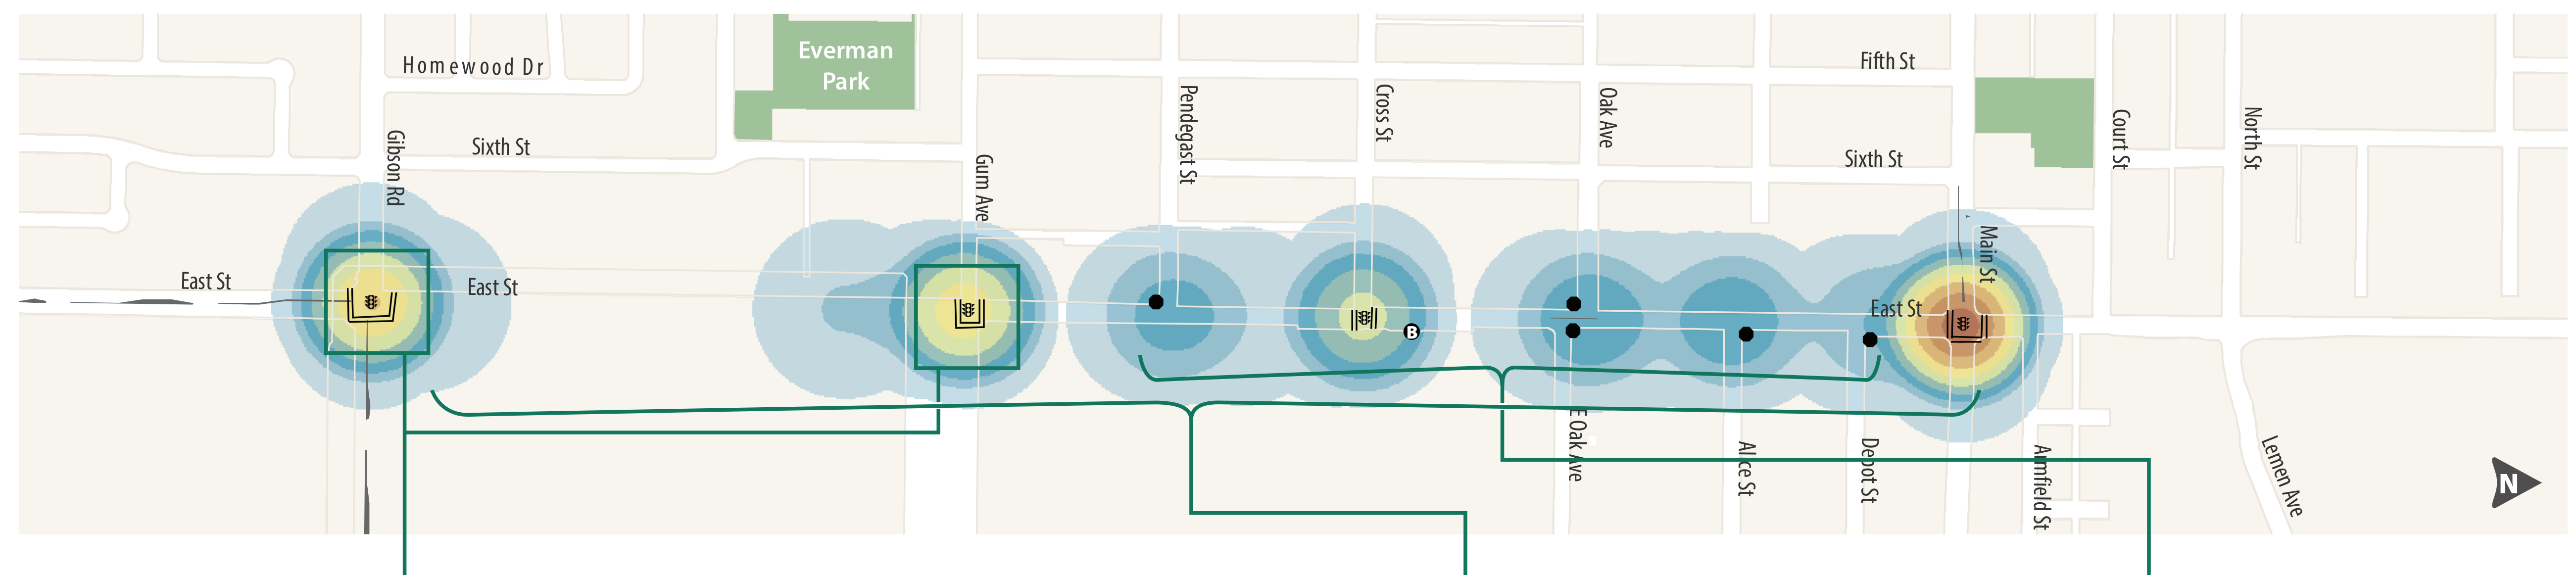 Everman
Park
Homewood Dr
Fifth St
Gibson Rd
Sixth St
Gum Ave
Pendegast St
Cross St
Oak Ave
Sixth St
Court St
North St
East St
East St
Main St
East St
B
E Oak Ave
Alice St
Depot St
Armfield St
Lemen Ave
N